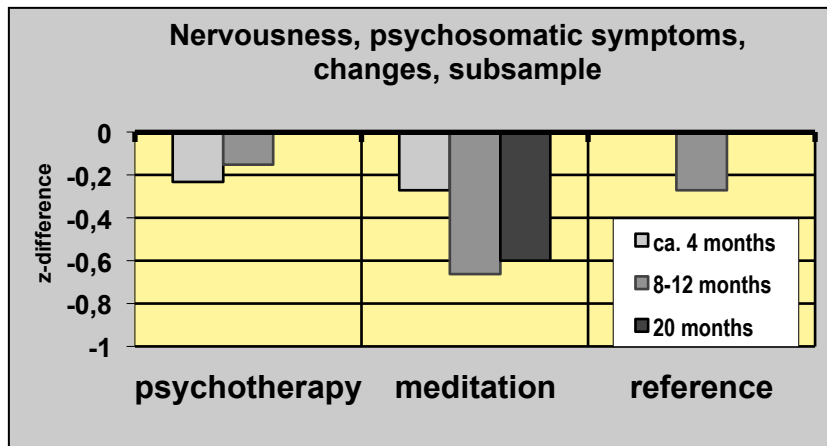 Nervousness, psychosomatic symptoms,
changes, subsample
z-difference
0
-0,2
-0,4
-0,6
-0,8
-1
ca. 4 months
8-12 months
20 months
psychotherapy meditation reference